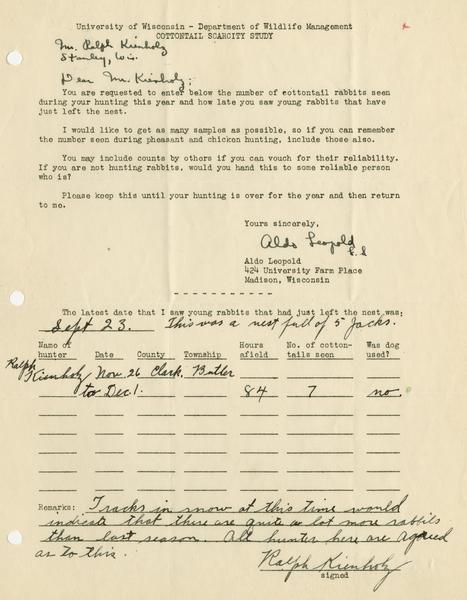 University of Wisconsin - Department of Wildlife Management
COTTONTAIL SCARCITY STUDY
Mr. Ralph Kienholz
Stanley, Wis.
Dear Mr. Kienholz:
You are requested to enter below the number of cottontail rabbits seen
during your hunting this year and how late you saw young rabbits that have
just left the nest.
I would like to get as many samples as possible, so if you can remember
the number seen during pheasant and chicken hunting, include those also.
You may include counts by others if you can vouch for their reliability.
If you are not hunting rabbits, would you hand this to some reliable person
who is?
Please keep this until your hunting is over for the year and then return
to me.
Yours sincerely,
Aldo Leopold
Aldo Leopold
424 University Farm Place
Madison, Wisconsin
The latest date that I saw young rabbits that had just left the nest was:
Sept 23. This was a nest full of 5 Jacks.
Name of hunter Date County Township Hours afield No. of cottontails seen Was dog used?
Ralph Kienholz Nov. 26 Clark. Butler
to Dec 1. 84 7 no.
Remarks: Tracks in snow at this time would
indicate that there are quite a lot more rabbits
than last season. All hunter here are agreed
as to this.
Ralph Kienholz
signed